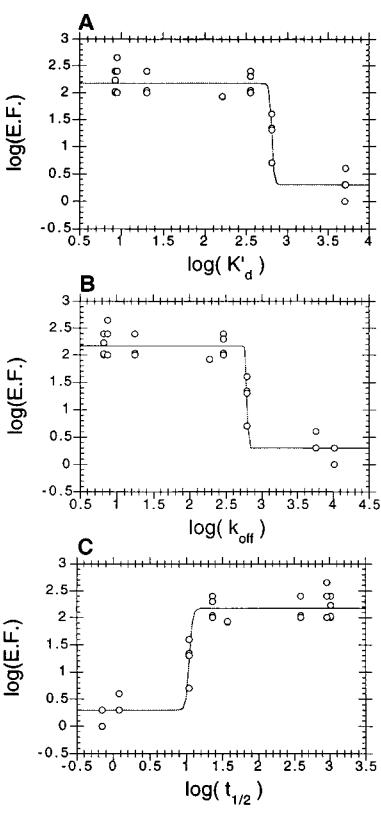 A
3
2.5
2
1.5
1
0.5
0
-0.5
log(E.F.)
0.5 1 1.5 2 2.5 3 3.5 4
log( K'd )
B
3
2.5
2
1.5
1
0.5
0
-0.5
log(E.F.)
0.5 1 1.5 2 2.5 3 3.5 4 4.5
log( koff )
C
3
2.5
2
1.5
1
0.5
0
-0.5
log(E.F.)
-0.5 0 0.5 1 1.5 2 2.5 3 3.5
log( t1/2 )